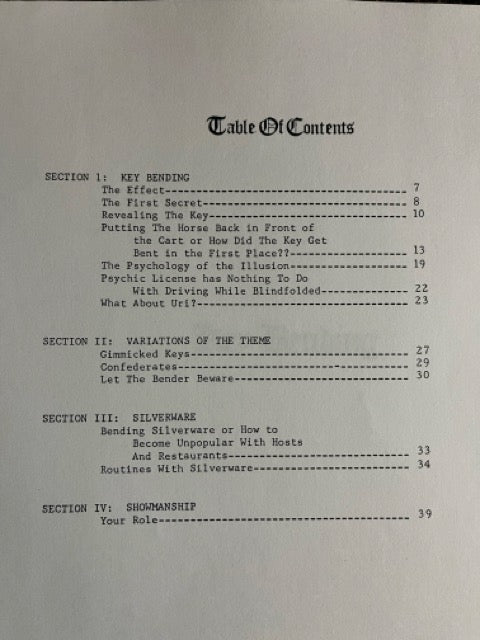 Table Of Contents
SECTION 1: KEY BENDING
The Effect--------------------------------------- 7
The First Secret--------------------------------- 8
Revealing The Key-------------------------------- 10
Putting The Horse Back in Front of
the Cart or How Did The Key Get
Bent in the First Place??------------------- 13
The Psychology of the Illusion------------------- 19
Psychic License has Nothing To Do
With Driving While Blindfolded-------------- 22
What About Uri?---------------------------------- 23
SECTION II: VARIATIONS OF THE THEME
Gimmicked Keys----------------------------------- 27
Confederates------------------------------------- 29
Let The Bender Beware---------------------------- 30
SECTION III: SILVERWARE
Bending Silverware or How to
Become Unpopular With Hosts
And Restaurants----------------------------- 33
Routines With Silverware------------------------- 34
SECTION IV: SHOWMANSHIP
Your Role---------------------------------------- 39